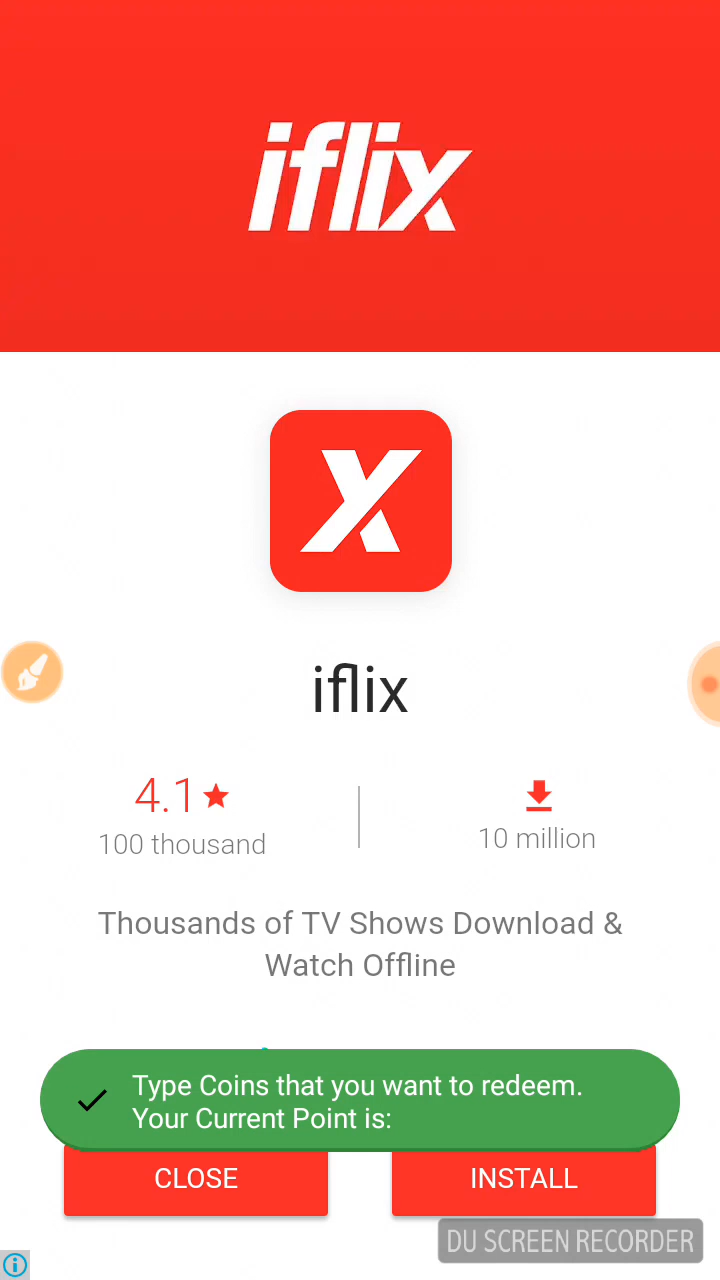 iflix
X
iflix
4.1
100 thousand
10 million
Thousands of TV Shows Download &
Watch Offline
Type Coins that you want to redeem.
Your Current Point is:
CLOSE
INSTALL
DU SCREEN RECORDER